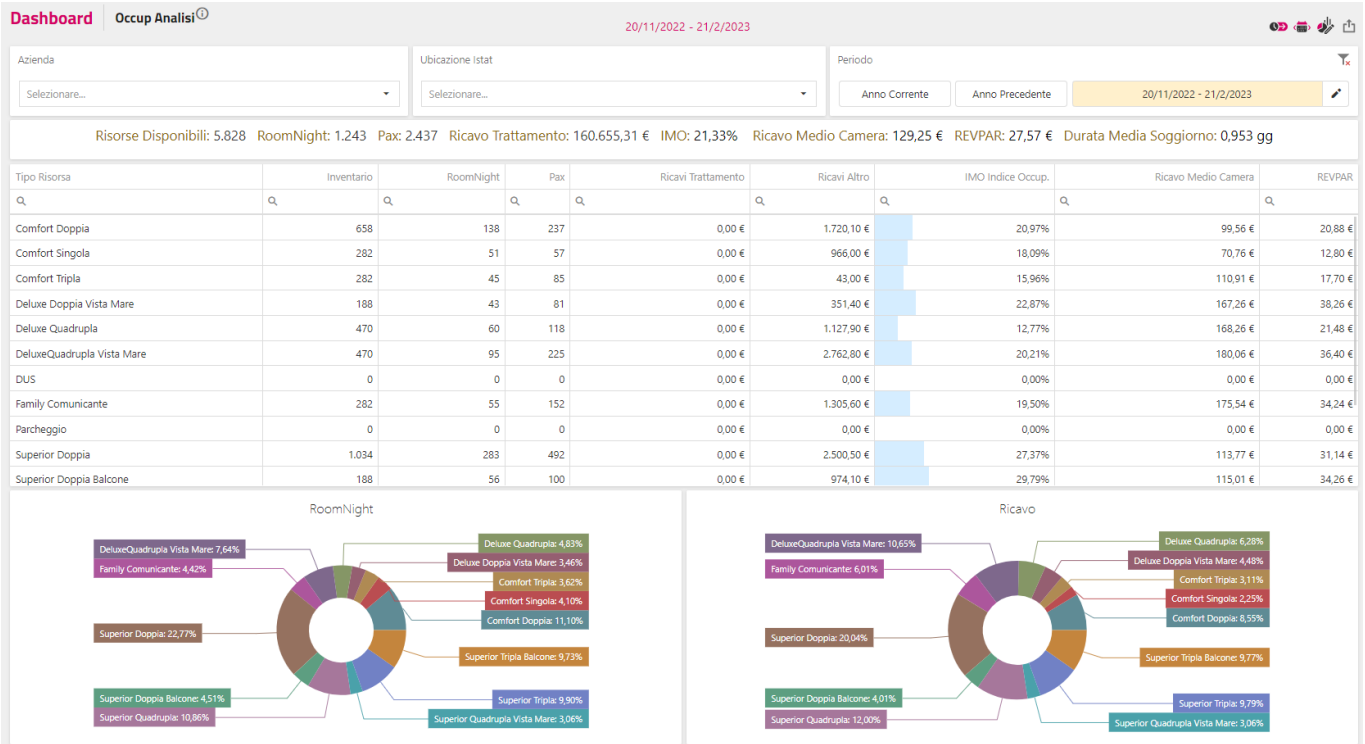 Dashboard Occup Analisi
20/11/2022 - 21/2/2023
Azienda Ubicazione Istat Periodo
Selezionare... Selezionare... Anno Corrente Anno Precedente 20/11/2022 - 21/2/2023
Risorse Disponibili: 5.828 RoomNight: 1.243 Pax: 2.437 Ricavo Trattamento: 160.655,31 € IMO: 21,33% Ricavo Medio Camera: 129,25 € REVPAR: 27,57 € Durata Media Soggiorno: 0,953 gg
Tipo Risorsa Inventario RoomNight Pax Ricavi Trattamento Ricavi Altro IMO Indice Occup. Ricavo Medio Camera REVPAR
Comfort Doppia 658 138 237 0,00 € 1.720,10 € 20,97% 99,56 € 20,88 €
Comfort Singola 282 51 57 0,00 € 966,00 € 18,09% 70,76 € 12,80 €
Comfort Tripla 282 45 85 0,00 € 43,00 € 15,96% 110,91 € 17,70 €
Deluxe Doppia Vista Mare 188 43 81 0,00 € 351,40 € 22,87% 167,26 € 38,26 €
Deluxe Quadrupla 470 60 118 0,00 € 1.127,90 € 12,77% 168,26 € 21,48 €
DeluxeQuadrupla Vista Mare 470 95 225 0,00 € 2.762,80 € 20,21% 180,06 € 36,40 €
DUS 0 0 0 0,00 € 0,00 € 0,00% 0,00 € 0,00 €
Family Comunicante 282 55 152 0,00 € 1.305,60 € 19,50% 175,54 € 34,24 €
Parcheggio 0 0 0 0,00 € 0,00 € 0,00% 0,00 € 0,00 €
Superior Doppia 1.034 283 492 0,00 € 2.500,50 € 27,37% 113,77 € 31,14 €
Superior Doppia Balcone 188 56 100 0,00 € 974,10 € 29,79% 115,01 € 34,26 €
RoomNight
DeluxeQuadrupla Vista Mare: 7,64%
Family Comunicante: 4,42%
Superior Doppia: 22,77%
Superior Doppia Balcone: 4,51%
Superior Quadrupla: 10,86%
Deluxe Quadrupla: 4,83%
Deluxe Doppia Vista Mare: 3,46%
Comfort Tripla: 3,62%
Comfort Singola: 4,10%
Comfort Doppia: 11,10%
Superior Tripla Balcone: 9,73%
Superior Tripla: 9,90%
Superior Quadrupla Vista Mare: 3,06%
Ricavo
DeluxeQuadrupla Vista Mare: 10,65%
Family Comunicante: 6,01%
Superior Doppia: 20,04%
Superior Doppia Balcone: 4,01%
Superior Quadrupla: 12,00%
Deluxe Quadrupla: 6,28%
Deluxe Doppia Vista Mare: 4,48%
Comfort Tripla: 3,11%
Comfort Singola: 2,25%
Comfort Doppia: 8,55%
Superior Tripla Balcone: 9,77%
Superior Tripla: 9,79%
Superior Quadrupla Vista Mare: 3,06%